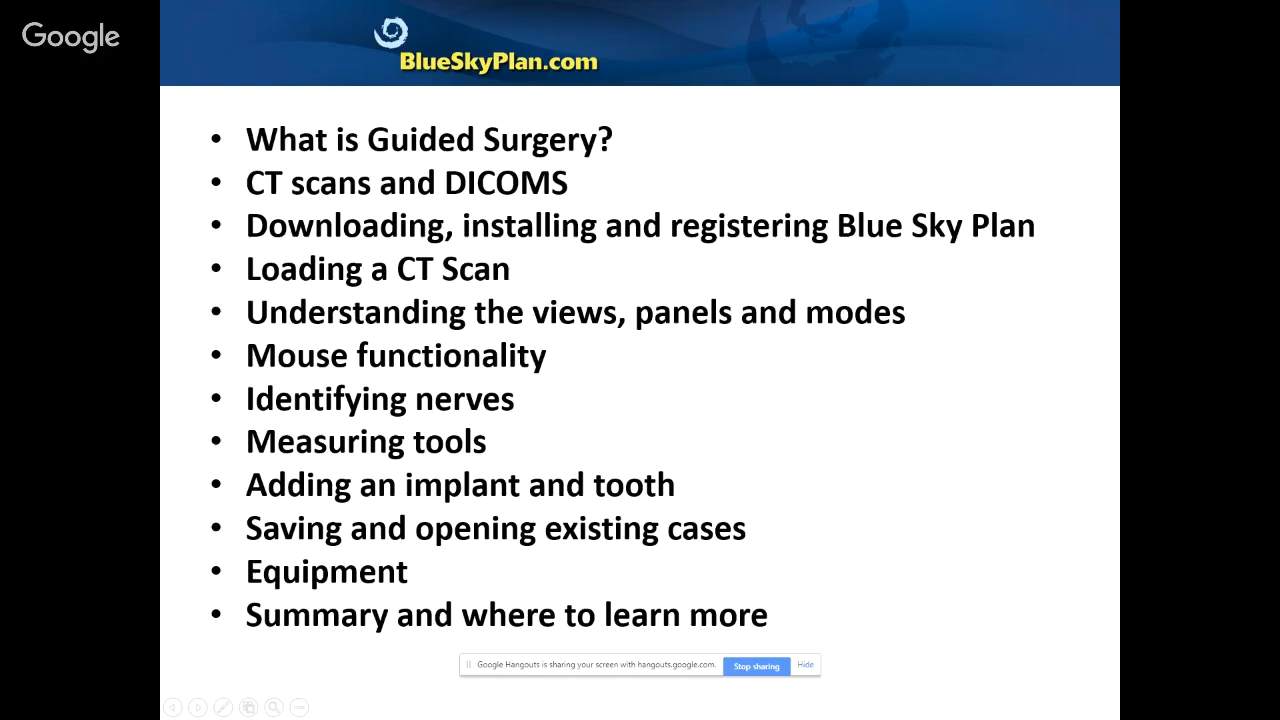 Google
BlueSkyPlan.com
• What is Guided Surgery?
• CT scans and DICOMS
• Downloading, installing and registering Blue Sky Plan
• Loading a CT Scan
• Understanding the views, panels and modes
• Mouse functionality
• Identifying nerves
• Measuring tools
• Adding an implant and tooth
• Saving and opening existing cases
• Equipment
• Summary and where to learn more
Google Hangouts is sharing your screen with hangouts.google.com. Stop sharing Hide